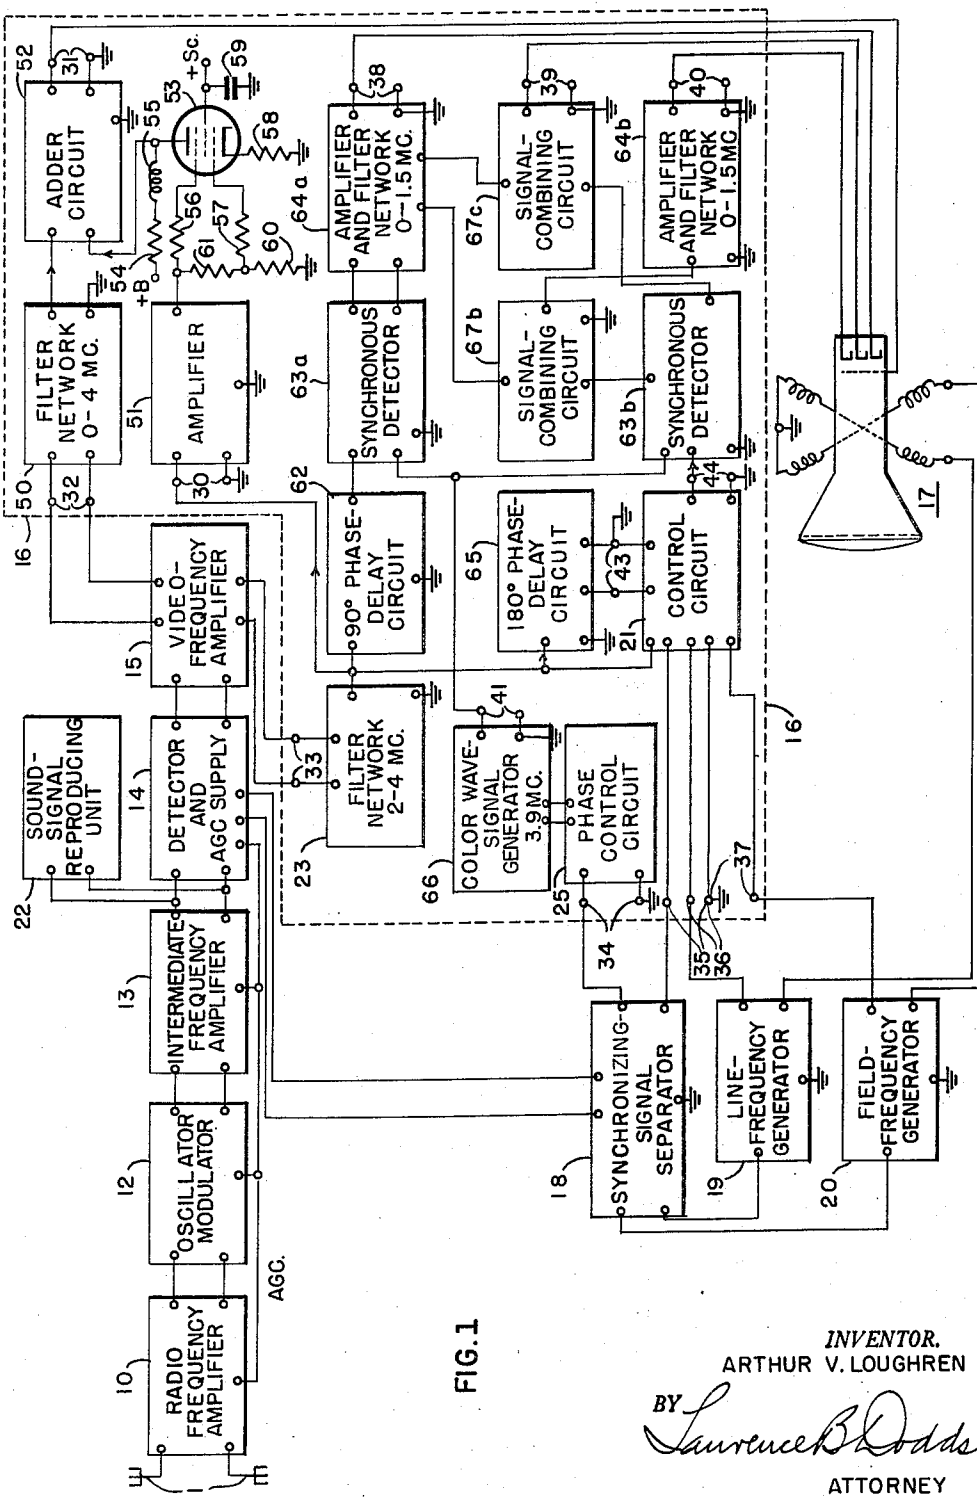 52
ADDER
CIRCUIT
31
55
53
+Sc.
59
54
+B
56
61
57
58
60
50
FILTER
NETWORK
0-4 MC.
32
51
AMPLIFIER
30
64a
AMPLIFIER
AND FILTER
NETWORK
0-1.5 MC.
38
67c
SIGNAL-
COMBINING
CIRCUIT
39
64b
AMPLIFIER
AND FILTER
NETWORK
0-1.5MC
40
63a
SYNCHRONOUS
DETECTOR
67b
SIGNAL-
COMBINING
CIRCUIT
63b
SYNCHRONOUS
DETECTOR
44
17
16
15
VIDEO-
FREQUENCY
AMPLIFIER
62
90° PHASE-
DELAY
CIRCUIT
65
180° PHASE-
DELAY
CIRCUIT
43
21
CONTROL
CIRCUIT
22
SOUND-
SIGNAL
REPRODUCING
UNIT
14
DETECTOR
AND
AGC SUPPLY
33
23
FILTER
NETWORK
2-4 MC.
41
66
COLOR WAVE-
SIGNAL
GENERATOR
3.9MC.
25
PHASE
CONTROL
CIRCUIT
34
35
36
37
16
13
INTERMEDIATE
FREQUENCY
AMPLIFIER
12
OSCILLATOR
MODULATOR
10
RADIO
FREQUENCY
AMPLIFIER
11
AGC.
18
SYNCHRONIZING-
SIGNAL
SEPARATOR
19
LINE-
FREQUENCY
GENERATOR
20
FIELD-
FREQUENCY
GENERATOR
FIG.1
INVENTOR.
ARTHUR V. LOUGHREN
BY
Laurence B Dodds
ATTORNEY